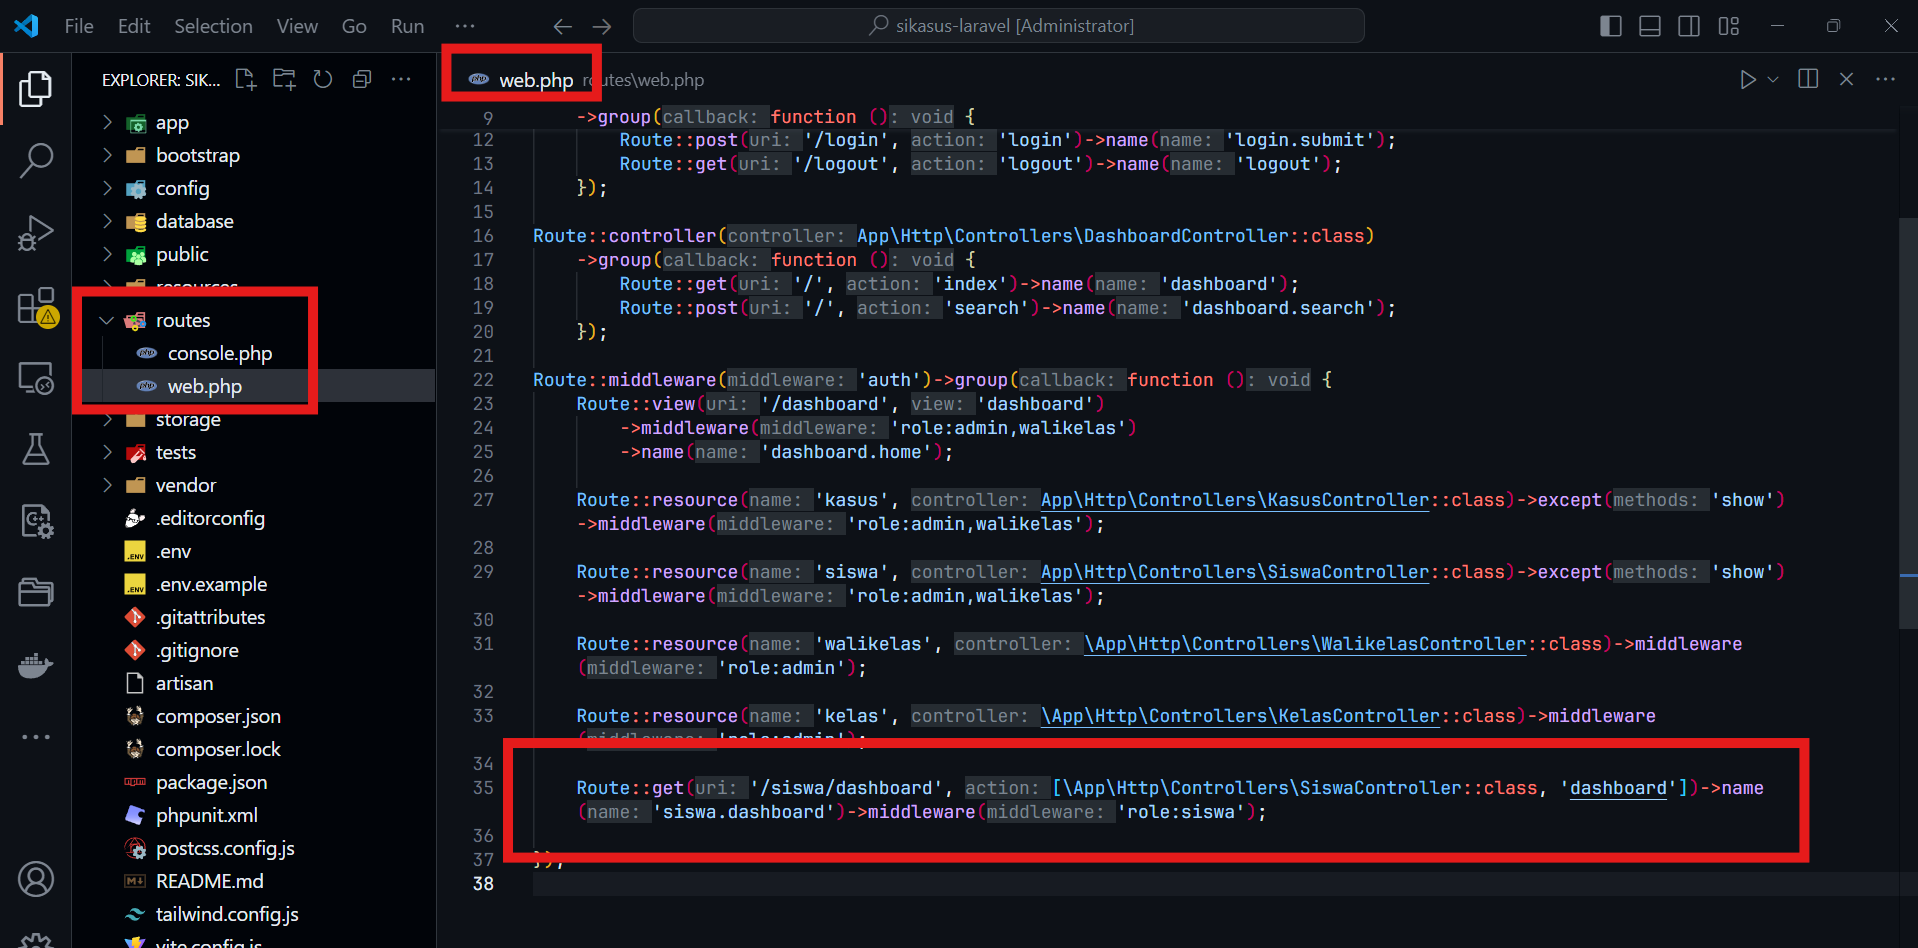 File Edit Selection View Go Run ··· sikasus-laravel [Administrator]
EXPLORER: SIK... ···
app
bootstrap
config
database
public
resources
routes
console.php
web.php
storage
tests
vendor
.editorconfig
.env
.env.example
.gitattributes
.gitignore
artisan
composer.json
composer.lock
package.json
phpunit.xml
postcss.config.js
README.md
tailwind.config.js
vite.config.js
web.php routes\web.php
9 ->group(callback: function (): void {
12 Route::post(uri: '/login', action: 'login')->name(name: 'login.submit');
13 Route::get(uri: '/logout', action: 'logout')->name(name: 'logout');
14 });
15
16 Route::controller(controller: App\Http\Controllers\DashboardController::class)
17 ->group(callback: function (): void {
18 Route::get(uri: '/', action: 'index')->name(name: 'dashboard');
19 Route::post(uri: '/', action: 'search')->name(name: 'dashboard.search');
20 });
21
22 Route::middleware(middleware: 'auth')->group(callback: function (): void {
23 Route::view(uri: '/dashboard', view: 'dashboard')
24 ->middleware(middleware: 'role:admin,walikelas')
25 ->name(name: 'dashboard.home');
26
27 Route::resource(name: 'kasus', controller: App\Http\Controllers\KasusController::class)->except(methods: 'show')
->middleware(middleware: 'role:admin,walikelas');
28
29 Route::resource(name: 'siswa', controller: App\Http\Controllers\SiswaController::class)->except(methods: 'show')
->middleware(middleware: 'role:admin,walikelas');
30
31 Route::resource(name: 'walikelas', controller: \App\Http\Controllers\WalikelasController::class)->middleware
(middleware: 'role:admin');
32
33 Route::resource(name: 'kelas', controller: \App\Http\Controllers\KelasController::class)->middleware
(middleware: 'role:admin');
34
35 Route::get(uri: '/siswa/dashboard', action: [\App\Http\Controllers\SiswaController::class, 'dashboard'])->name
(name: 'siswa.dashboard')->middleware(middleware: 'role:siswa');
36
37 });
38